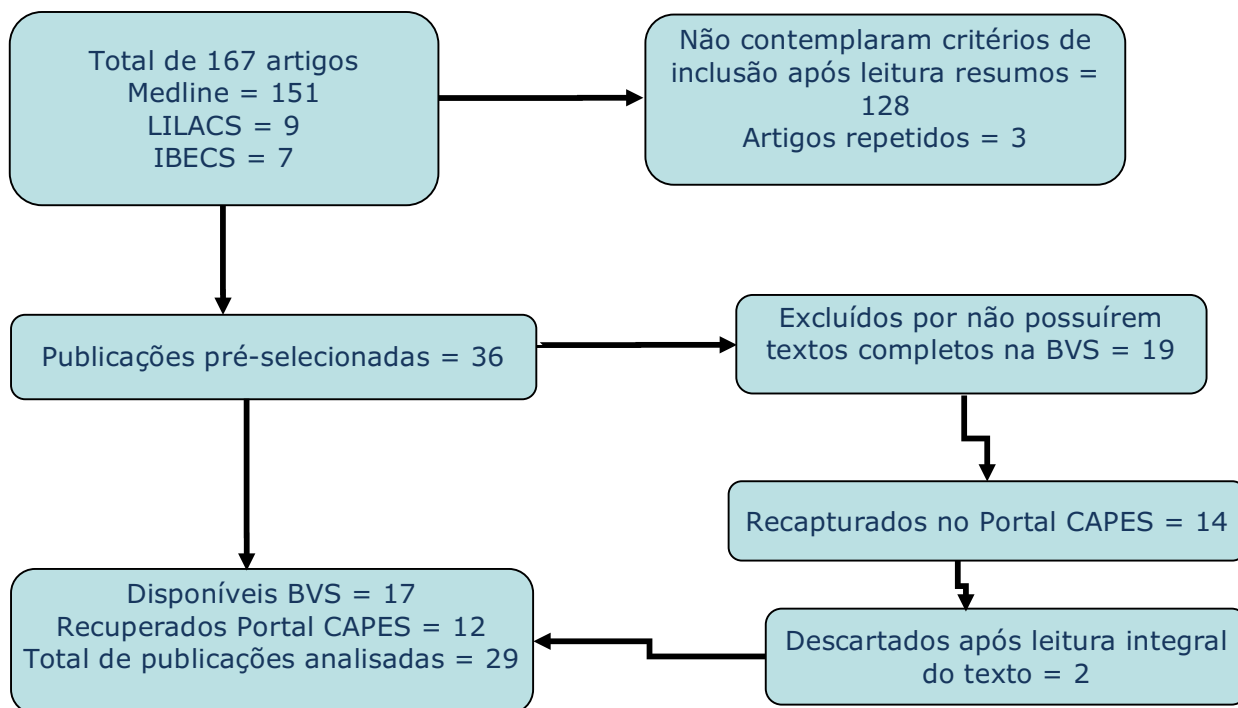 Total de 167 artigos
Medline = 151
LILACS = 9
IBECS = 7
Não contemplaram critérios de
inclusão após leitura resumos =
128
Artigos repetidos = 3
Publicações pré-selecionadas = 36
Excluídos por não possuírem
textos completos na BVS = 19
Recapturados no Portal CAPES = 14
Disponíveis BVS = 17
Recuperados Portal CAPES = 12
Total de publicações analisadas = 29
Descartados após leitura integral
do texto = 2